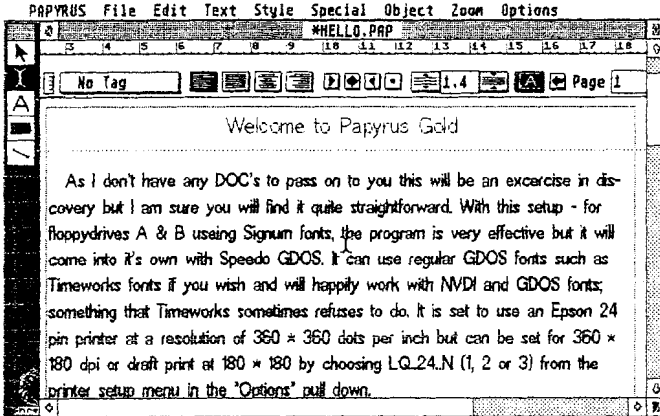 PAPYRUS File Edit Text Style Special Object Zoom Options
*HELLO.PAP
3 4 5 6 7 8 9 10 11 12 13 14 15 16 17 18
No Tag 1.4 A Page 1
A
Welcome to Papyrus Gold
As I don't have any DOC's to pass on to you this will be an excercise in dis-
covery but I am sure you will find it quite straightforward. With this setup - for
floppydrives A & B useing Signum fonts, the program is very effective but it will
come into it's own with Speedo GDOS. It can use regular GDOS fonts such as
Timeworks fonts if you wish and will happily work with NVDI and GDOS fonts;
something that Timeworks sometimes refuses to do. It is set to use an Epson 24
pin printer at a resolution of 360 × 360 dots per inch but can be set for 360 ×
180 dpi or draft print at 180 × 180 by choosing LQ_24_N (1, 2 or 3) from the
printer setup menu in the 'Options' pull down.